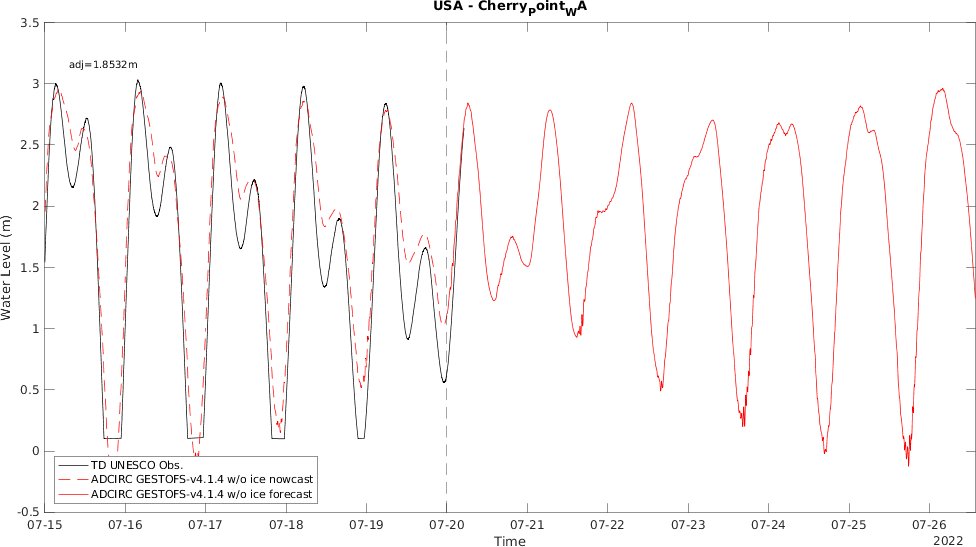 USA - CherryPointWA
3.5
adj=1.8532m
3
2.5
2
1.5
1
0.5
0
-0.5
Water Level (m)
TD UNESCO Obs.
ADCIRC GESTOFS-v4.1.4 w/o ice nowcast
ADCIRC GESTOFS-v4.1.4 w/o ice forecast
07-15 07-16 07-17 07-18 07-19 07-20 07-21 07-22 07-23 07-24 07-25 07-26
Time
2022